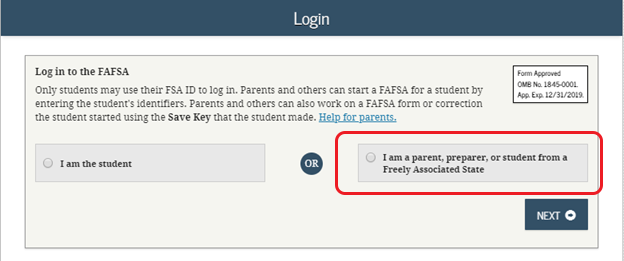 Login
Log in to the FAFSA
Only students may use their FSA ID to log in. Parents and others can start a FAFSA for a student by
entering the student's identifiers. Parents and others can also work on a FAFSA form or correction
the student started using the Save Key that the student made. Help for parents.
Form Approved
OMB No. 1845-0001.
App. Exp. 12/31/2019.
I am the student
OR
I am a parent, preparer, or student from a
Freely Associated State
NEXT